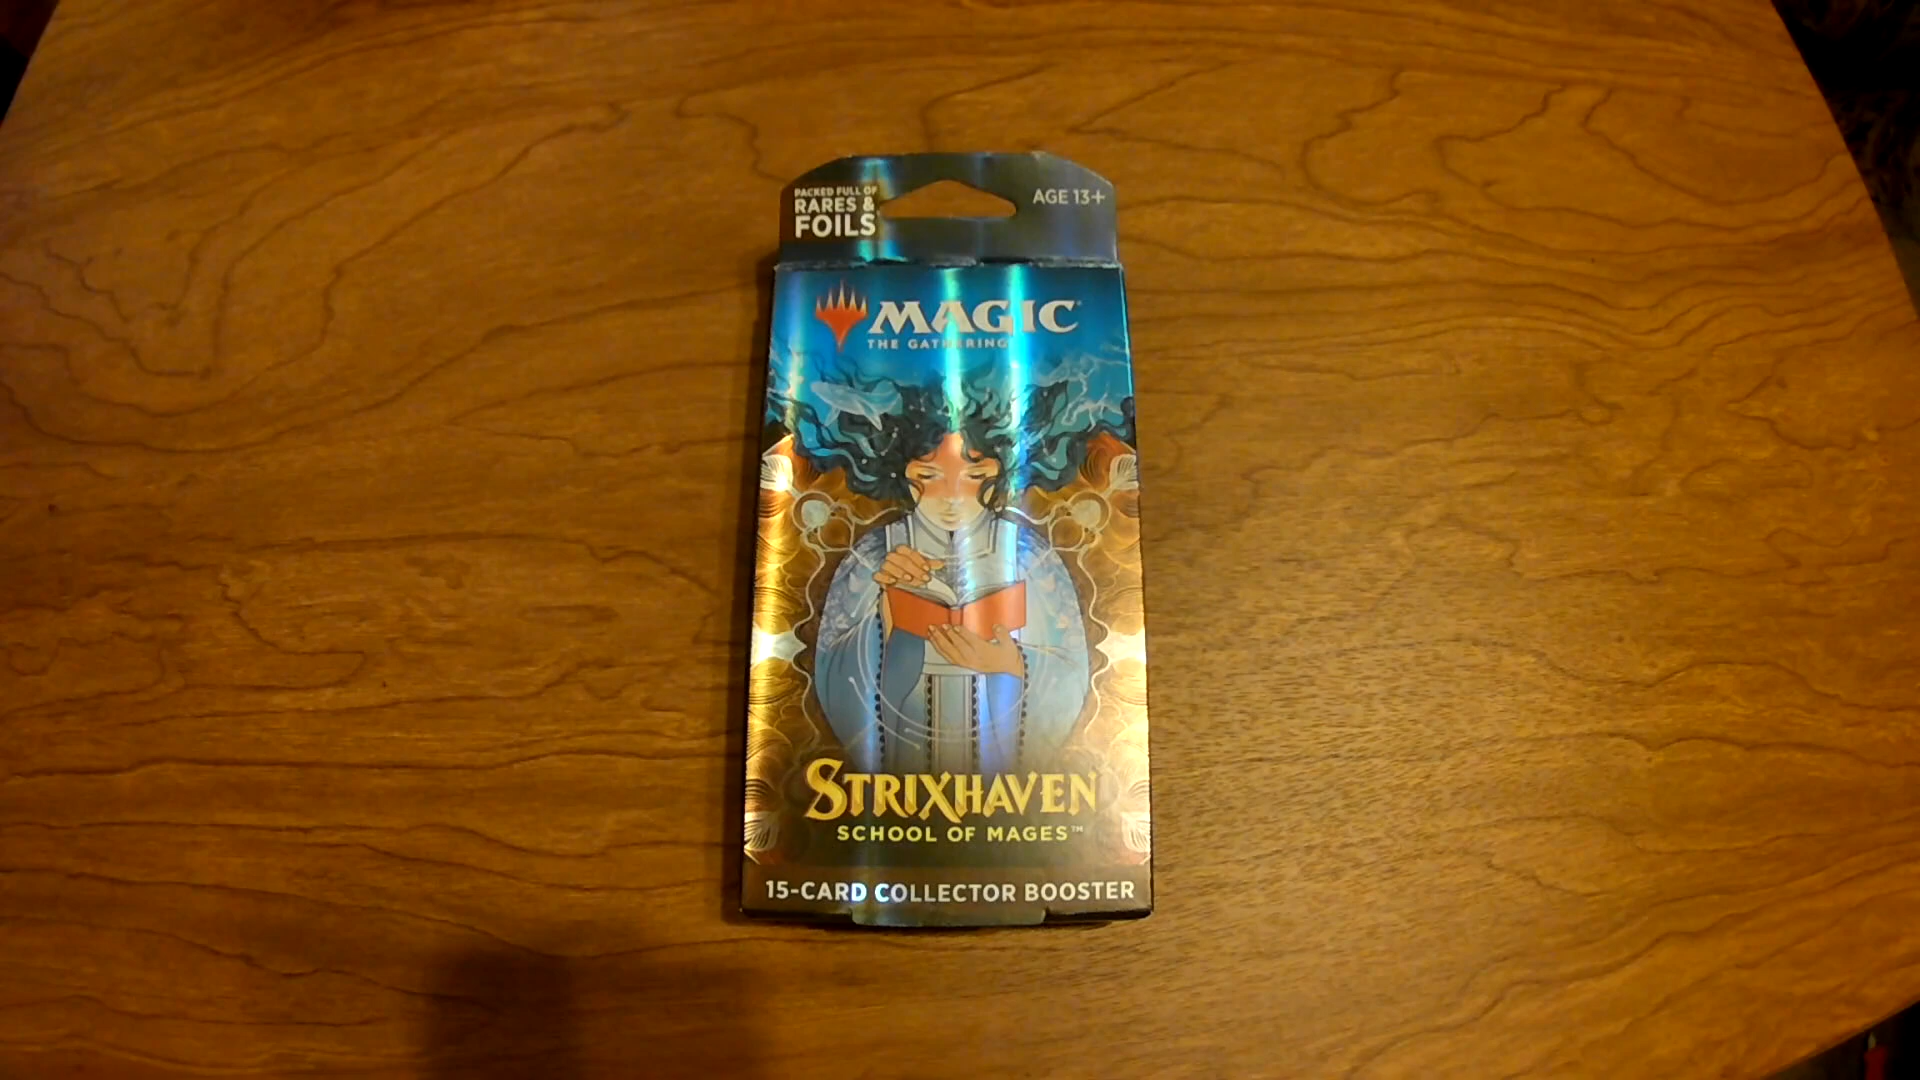 PACKED FULL OF
RARES &
FOILS
AGE 13+
MAGIC
THE GATHERING
STRIXHAVEN
SCHOOL OF MAGES™
15-CARD COLLECTOR BOOSTER